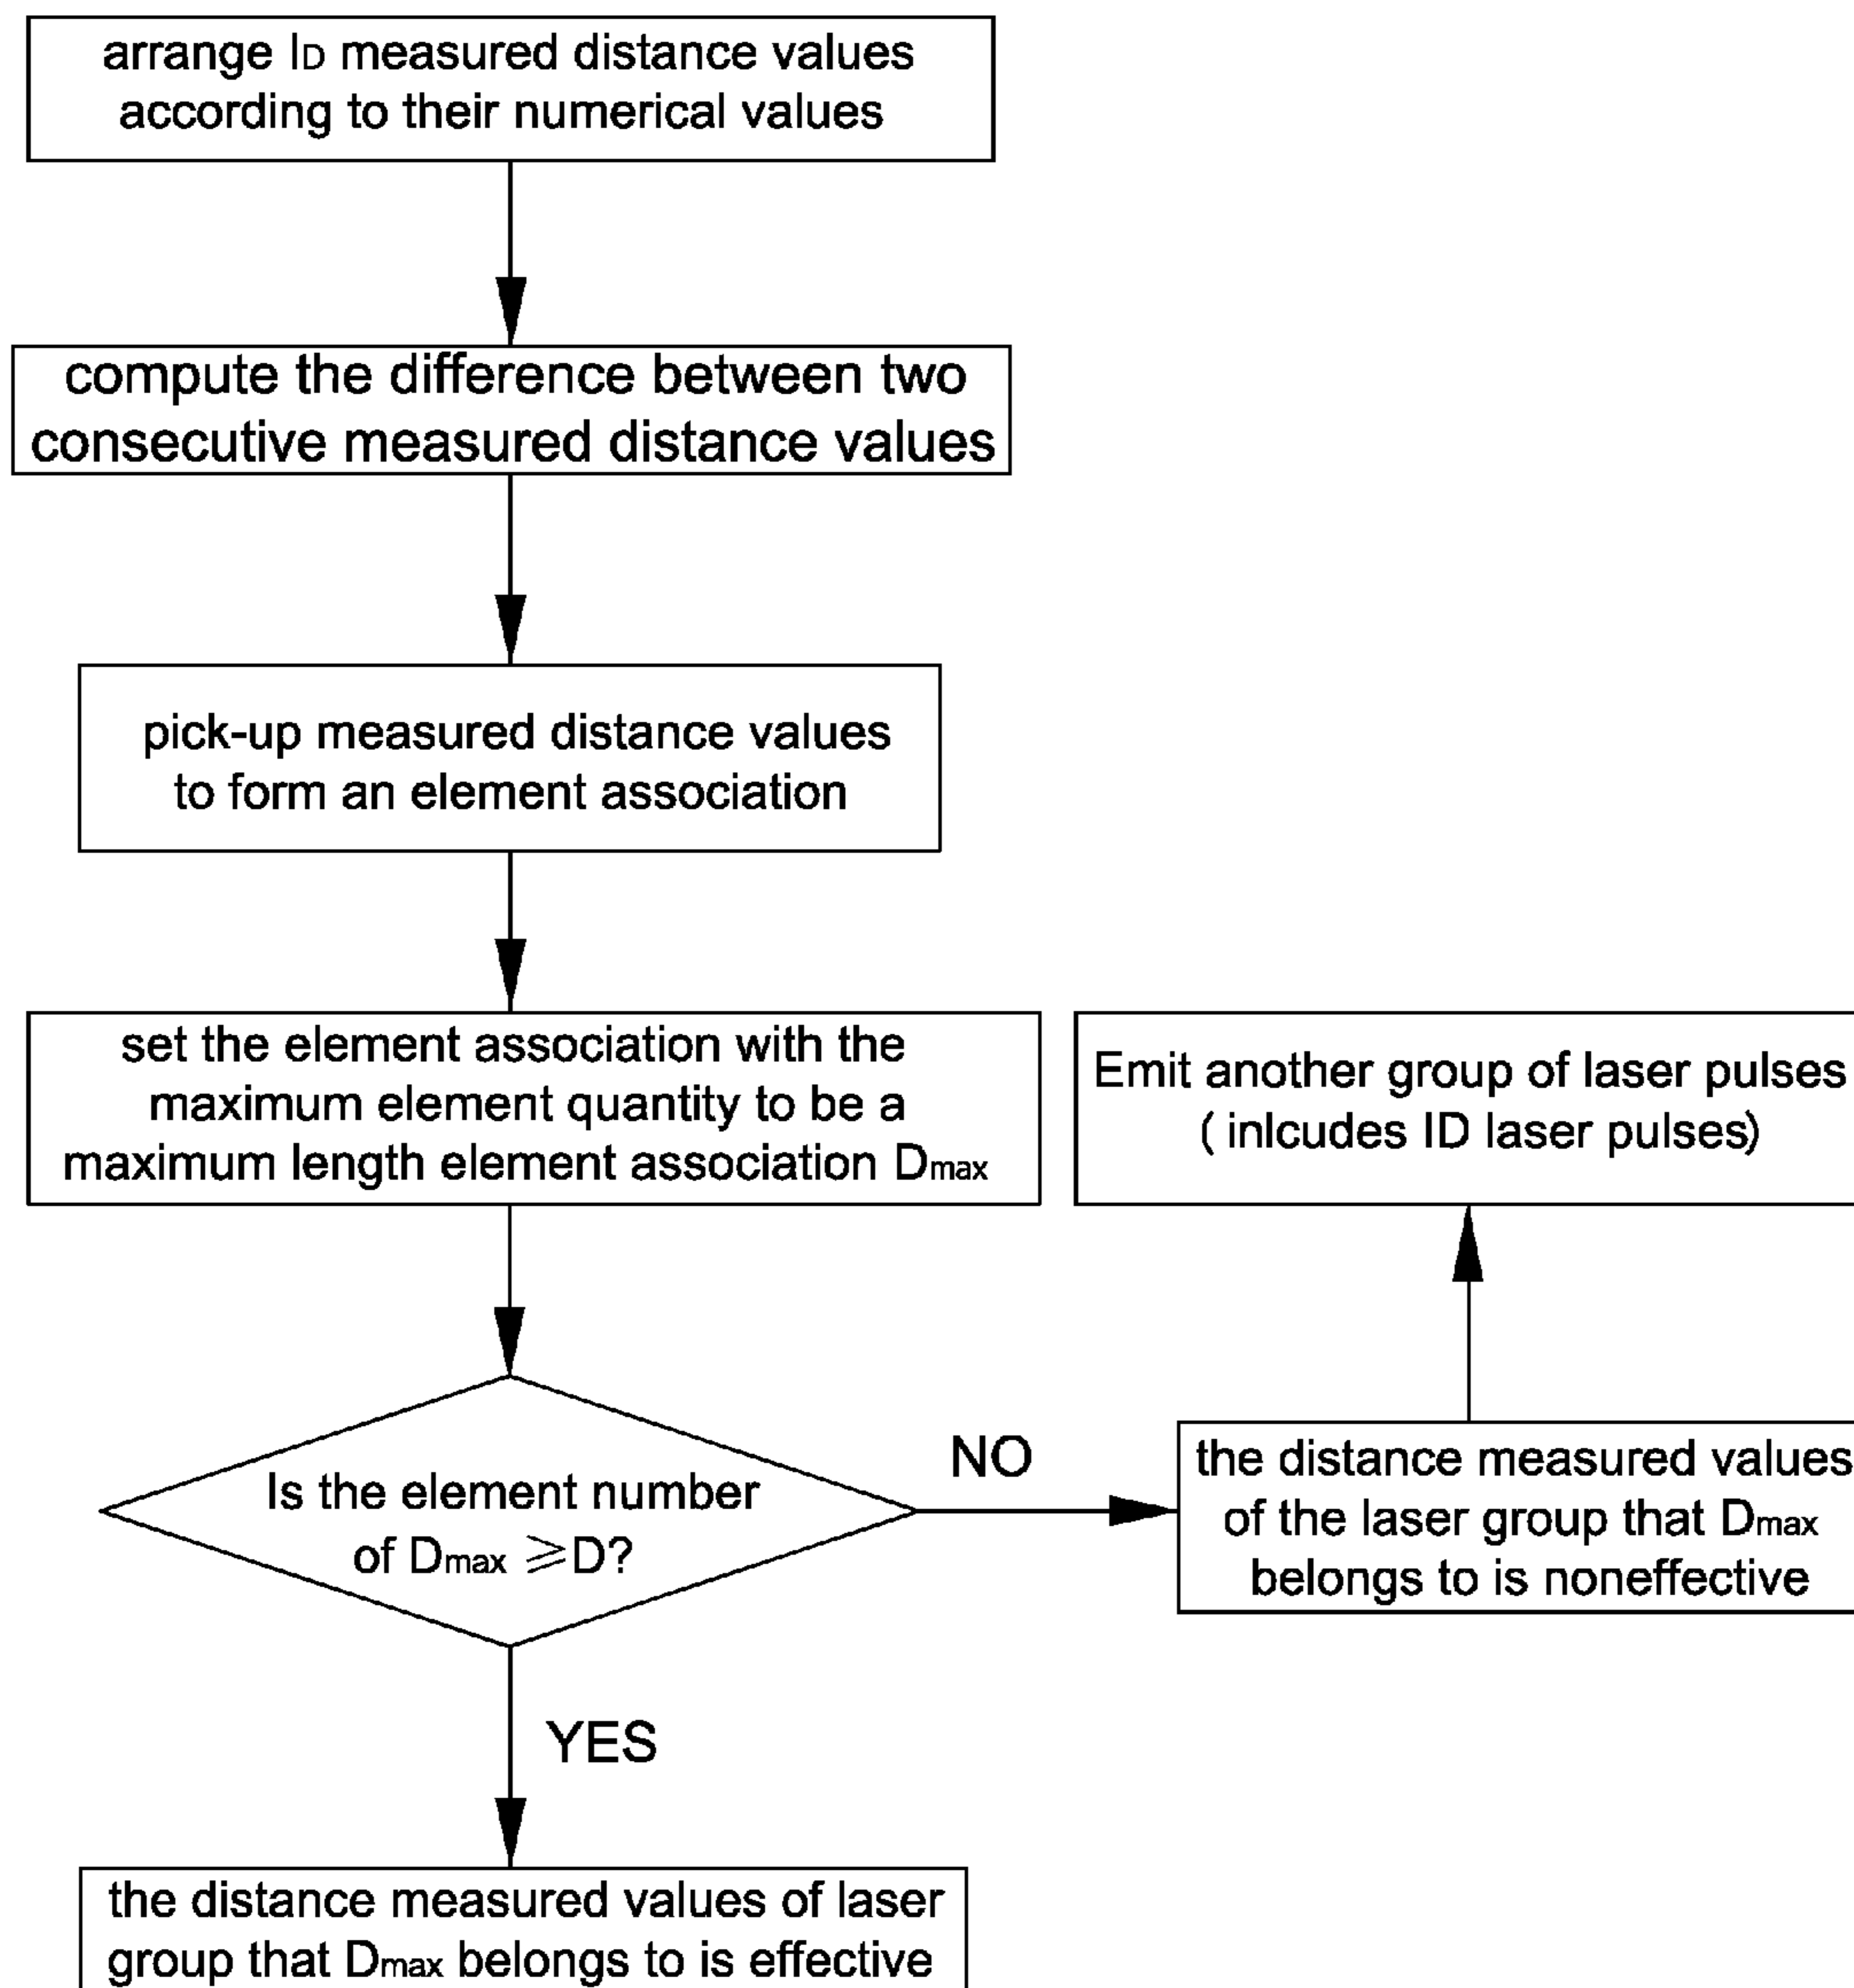 arrange ID measured distance values
according to their numerical values
compute the difference between two
consecutive measured distance values
pick-up measured distance values
to form an element association
set the element association with the
maximum element quantity to be a
maximum length element association Dmax
Emit another group of laser pulses
( inlcudes ID laser pulses)
Is the element number
of Dmax ⩾D?
NO
the distance measured values
of the laser group that Dmax
belongs to is noneffective
YES
the distance measured values of laser
group that Dmax belongs to is effective